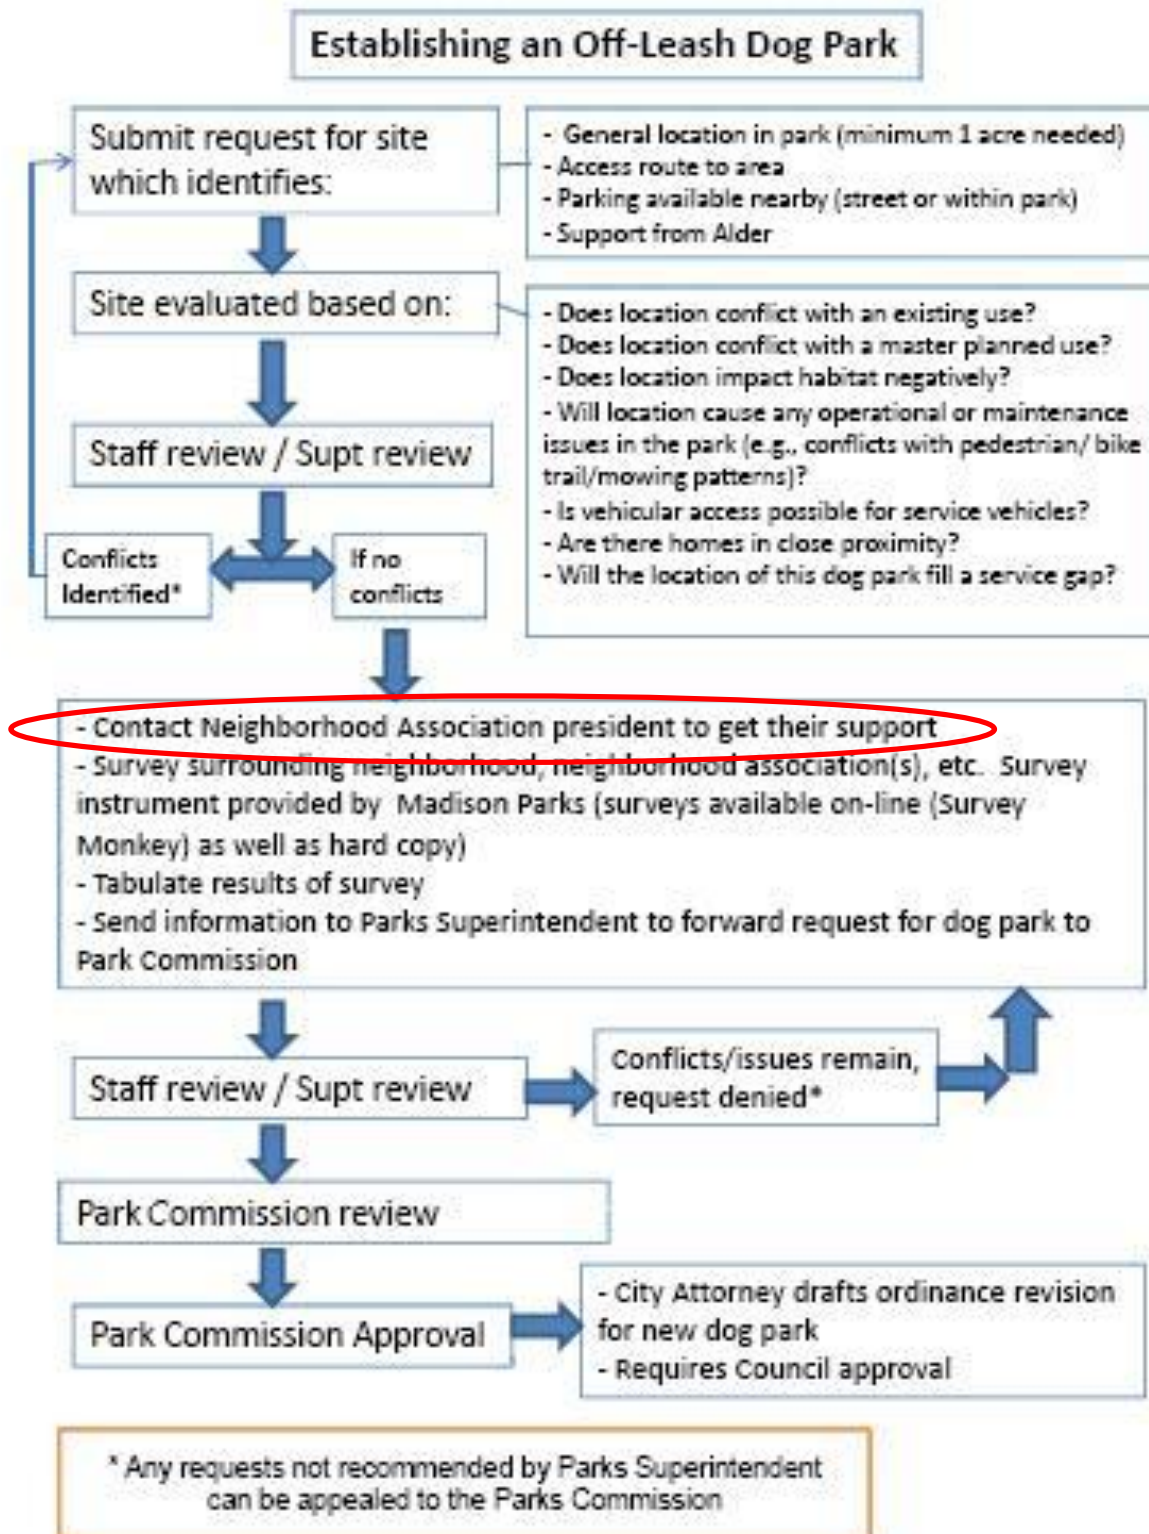 Establishing an Off-Leash Dog Park
Submit request for site
which identifies:
- General location in park (minimum 1 acre needed)
- Access route to area
- Parking available nearby (street or within park)
- Support from Alder
Site evaluated based on:
- Does location conflict with an existing use?
- Does location conflict with a master planned use?
- Does location impact habitat negatively?
- Will location cause any operational or maintenance
issues in the park (e.g., conflicts with pedestrian/ bike
trail/mowing patterns)?
- Is vehicular access possible for service vehicles?
- Are there homes in close proximity?
- Will the location of this dog park fill a service gap?
Staff review / Supt review
Conflicts
Identified*
If no
conflicts
- Contact Neighborhood Association president to get their support
- Survey surrounding neighborhood, neighborhood association(s), etc. Survey
instrument provided by Madison Parks (surveys available on-line (Survey
Monkey) as well as hard copy)
- Tabulate results of survey
- Send information to Parks Superintendent to forward request for dog park to
Park Commission
Staff review / Supt review
Conflicts/issues remain,
request denied*
Park Commission review
Park Commission Approval
- City Attorney drafts ordinance revision
for new dog park
- Requires Council approval
* Any requests not recommended by Parks Superintendent
can be appealed to the Parks Commission